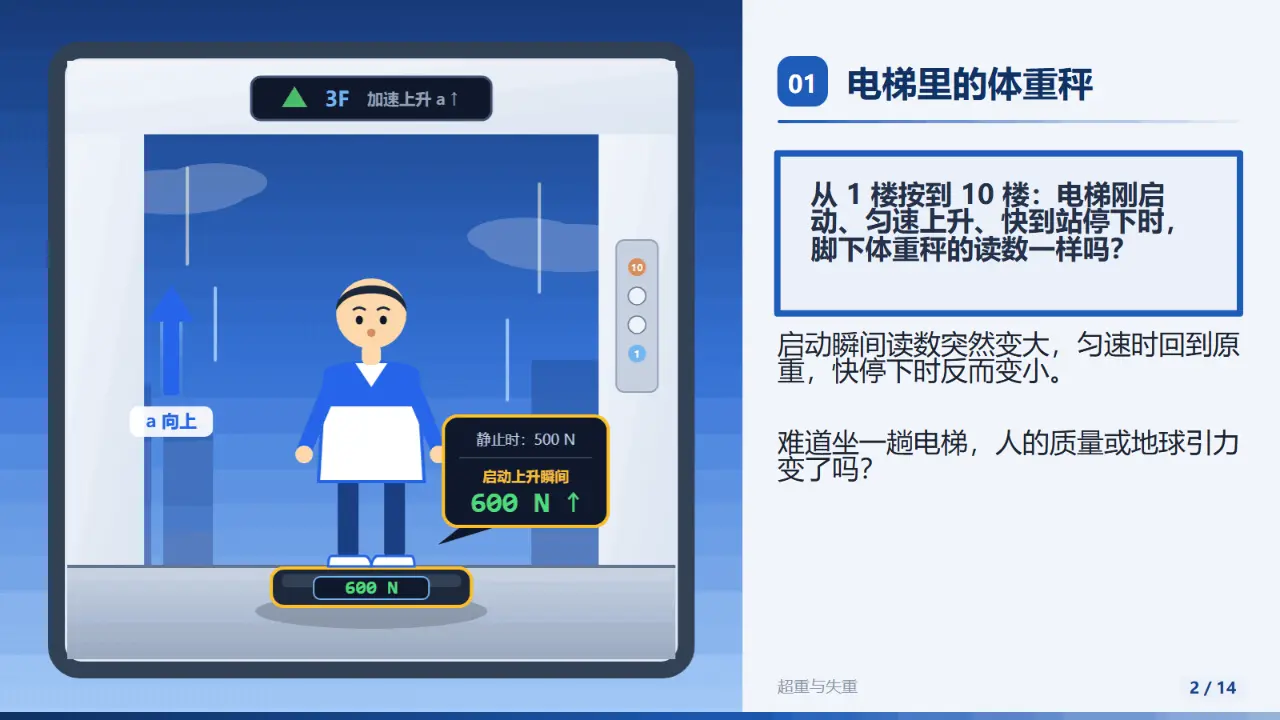 3F 加速上升 a↑
10
1
a 向上
静止时：500 N
启动上升瞬间
600 N ↑
600 N
01 电梯里的体重秤
从 1 楼按到 10 楼：电梯刚启
动、匀速上升、快到站停下时，
脚下体重秤的读数一样吗？
启动瞬间读数突然变大，匀速时回到原
重，快停下时反而变小。
难道坐一趟电梯，人的质量或地球引力
变了吗？
超重与失重
2 / 14